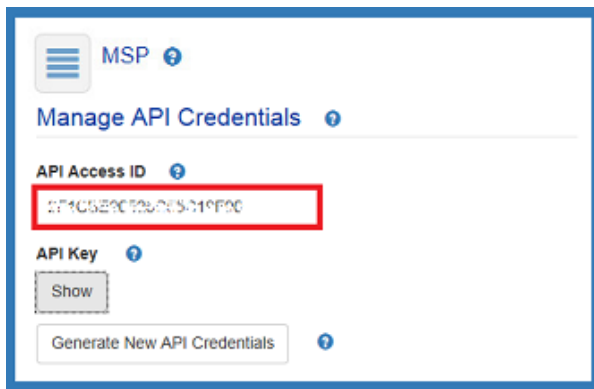 MSP
Manage API Credentials
API Access ID
API Key
Show
Generate New API Credentials